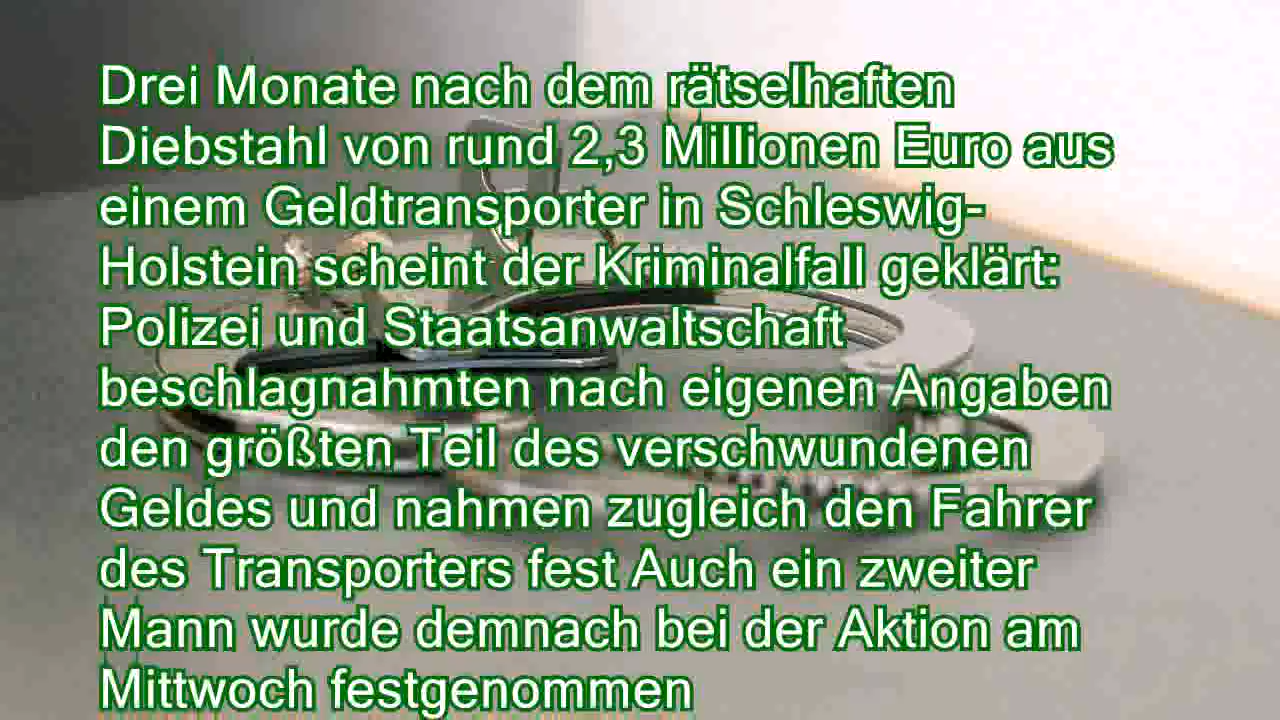 Drei Monate nach dem rätselhaften
Diebstahl von rund 2,3 Millionen Euro aus
einem Geldtransporter in Schleswig-
Holstein scheint der Kriminalfall geklärt:
Polizei und Staatsanwaltschaft
beschlagnahmten nach eigenen Angaben
den größten Teil des verschwundenen
Geldes und nahmen zugleich den Fahrer
des Transporters fest Auch ein zweiter
Mann wurde demnach bei der Aktion am
Mittwoch festgenommen